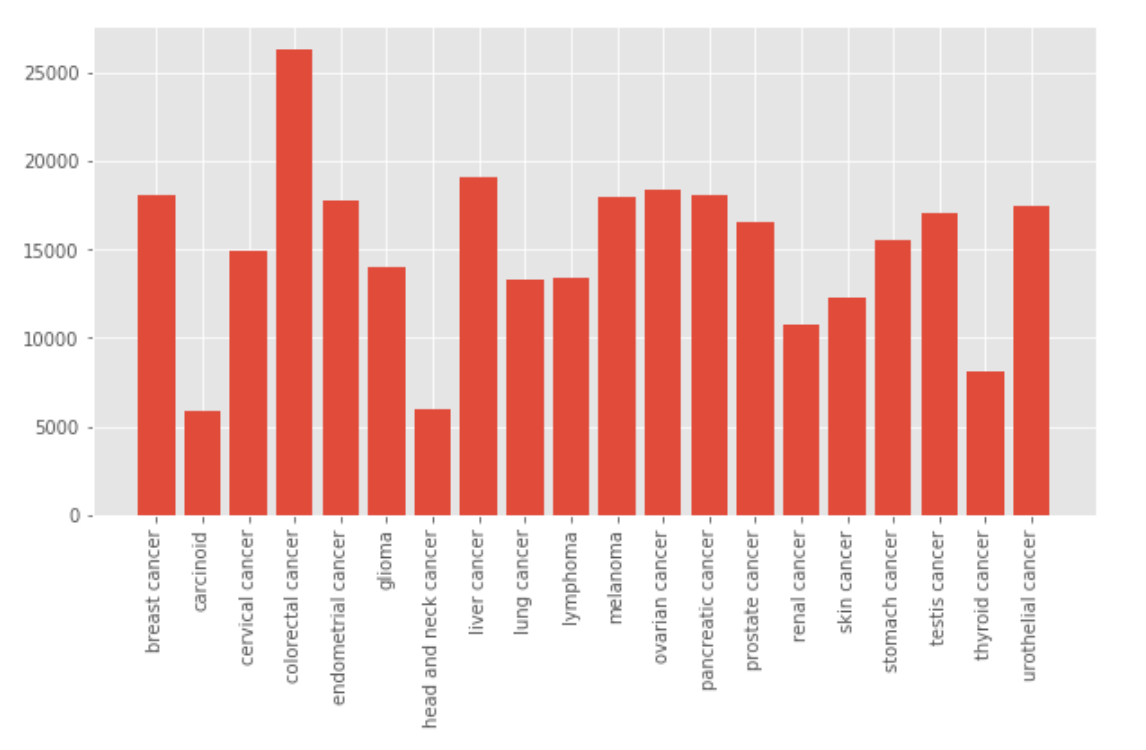 25000
20000
15000
10000
5000
0
breast cancer
carcinoid
cervical cancer
colorectal cancer
endometrial cancer
glioma
head and neck cancer
liver cancer
lung cancer
lymphoma
melanoma
ovarian cancer
pancreatic cancer
prostate cancer
renal cancer
skin cancer
stomach cancer
testis cancer
thyroid cancer
urothelial cancer